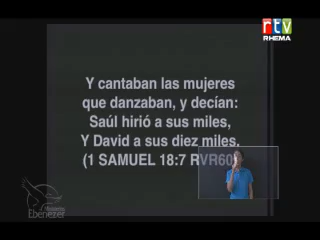 rtv
RHEMA
Y cantaban las mujeres
que danzaban, y decían:
Saúl hirió a sus miles,
Y David a sus diez miles.
(1 SAMUEL 18:7 RVR60)
Ministerios
Ebenezer